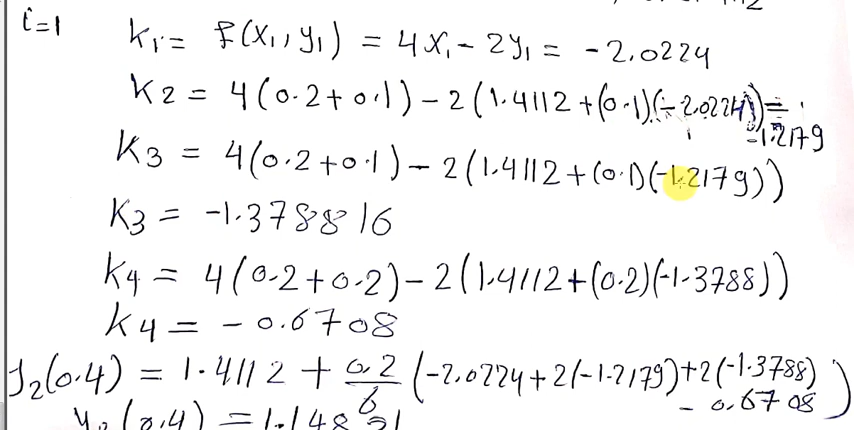 i=1
K₁ = f(x₁, y₁) = 4x₁ - 2y₁ = -2.0224
K2 = 4(0.2+0.1) - 2(1.4112+(0.1)(-2.0224)) = -1.2179
K3 = 4(0.2+0.1) - 2(1.4112+(0.1)(-1.2179))
K3 = -1.378816
K4 = 4(0.2+0.2) - 2(1.4112+(0.2)(-1.3788))
K4 = -0.6708
y₂(0.4) = 1.4112 + 0.2/6 (-2.0224+2(-1.2179)+2(-1.3788) - 0.6708)
y₂(0.4) =